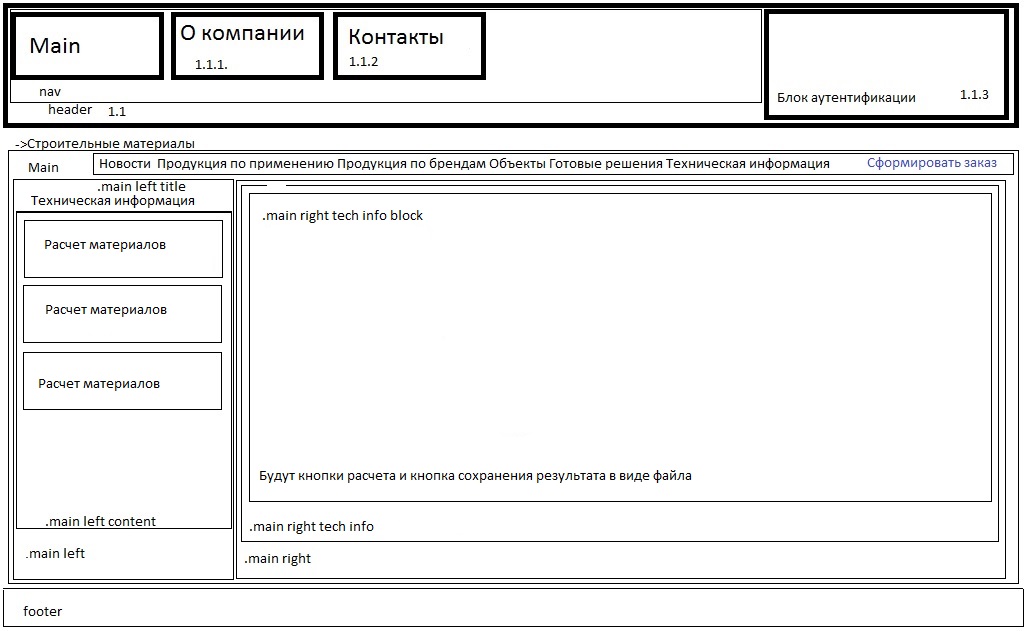 Main
О компании
1.1.1.
Контакты
1.1.2
Блок аутентификации
1.1.3
nav
header 1.1
->Строительные материалы
Main
Новости Продукция по применению Продукция по брендам Объекты Готовые решения Техническая информация Сформировать заказ
.main left title
Техническая информация
Расчет материалов
Расчет материалов
Расчет материалов
.main left content
.main left
.main right tech info block
Будут кнопки расчета и кнопка сохранения результата в виде файла
.main right tech info
.main right
footer